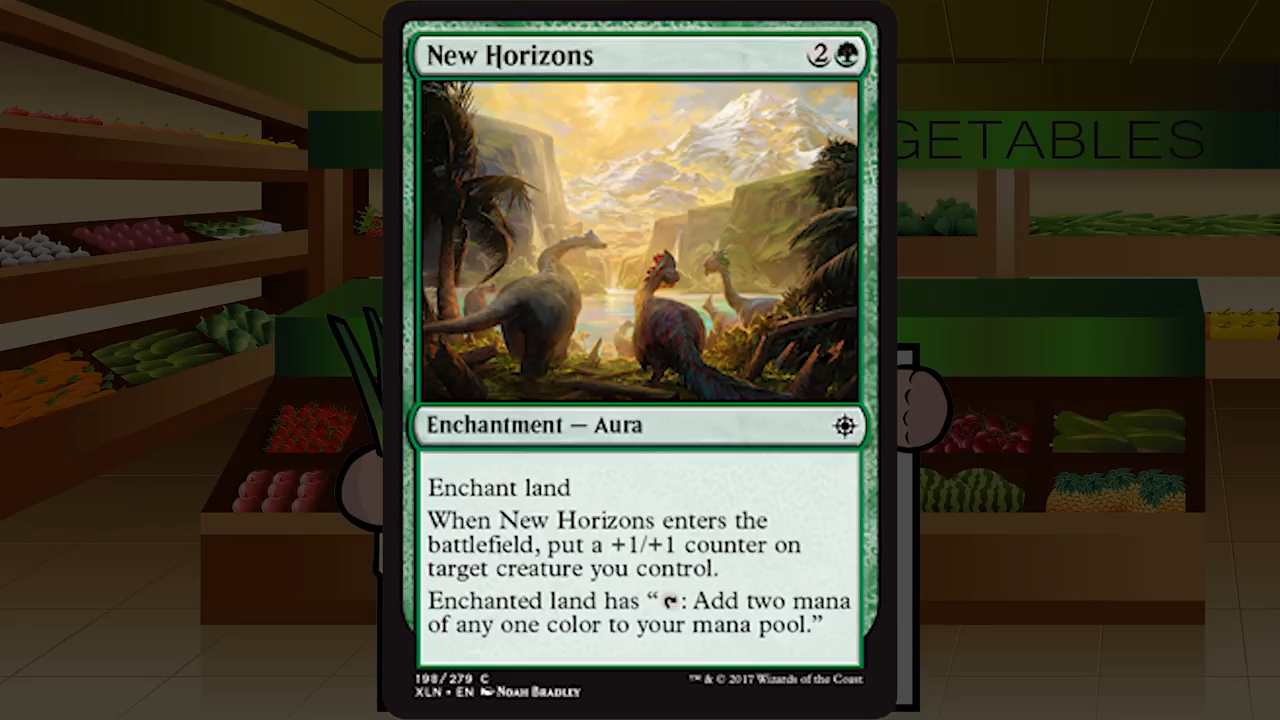 New Horizons 2
GETABLES
Enchantment — Aura
Enchant land
When New Horizons enters the
battlefield, put a +1/+1 counter on
target creature you control.
Enchanted land has “: Add two mana
of any one color to your mana pool.”
198/279 C
XLN • EN Noah Bradley
™ & © 2017 Wizards of the Coast